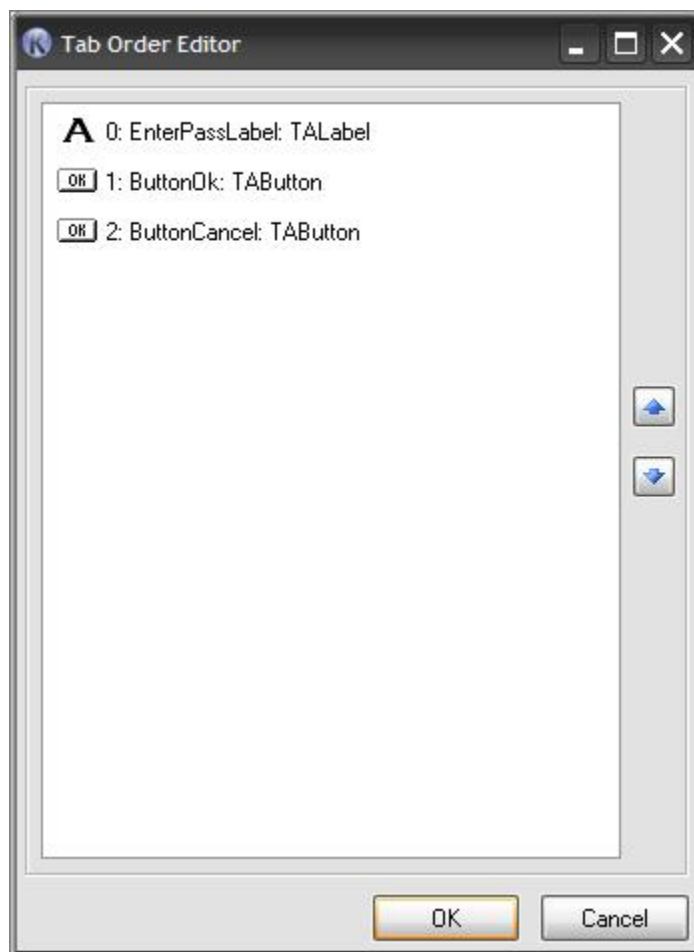 K Tab Order Editor
A 0: EnterPassLabel: TALabel
OK 1: ButtonOk: TAButton
OK 2: ButtonCancel: TAButton
OK Cancel